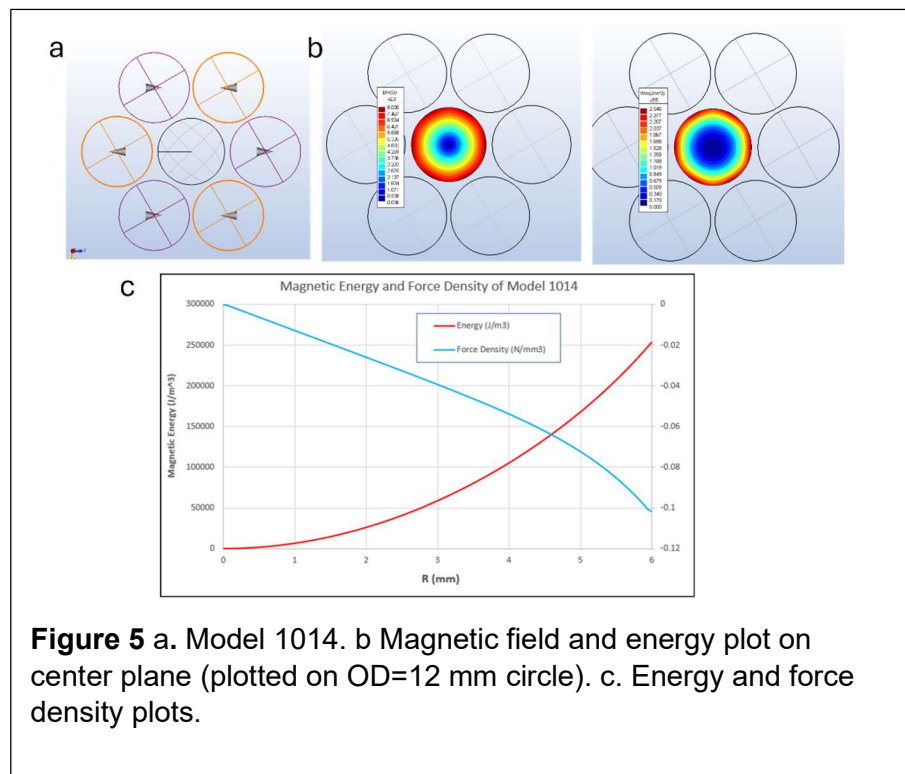 a
b
c
Magnetic Energy and Force Density of Model 1014
Energy (J/m3)
Force Density (N/mm3)
Magnetic Energy (J/m^3)
300000
250000
200000
150000
100000
50000
0
0
-0.02
-0.04
-0.06
-0.08
-0.1
-0.12
0 1 2 3 4 5 6
R (mm)
Figure 5 a. Model 1014. b Magnetic field and energy plot on
center plane (plotted on OD=12 mm circle). c. Energy and force
density plots.